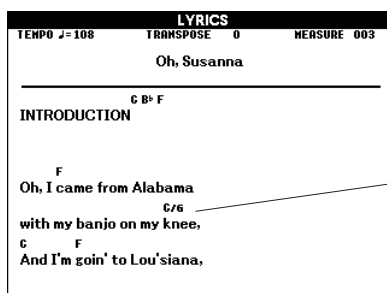 LYRICS
TEMPO ♩=108 TRANSPOSE 0 MEASURE 003
Oh, Susanna
C B♭ F
INTRODUCTION
F
Oh, I came from Alabama
C/G
with my banjo on my knee,
C F
And I'm goin' to Lou'siana,